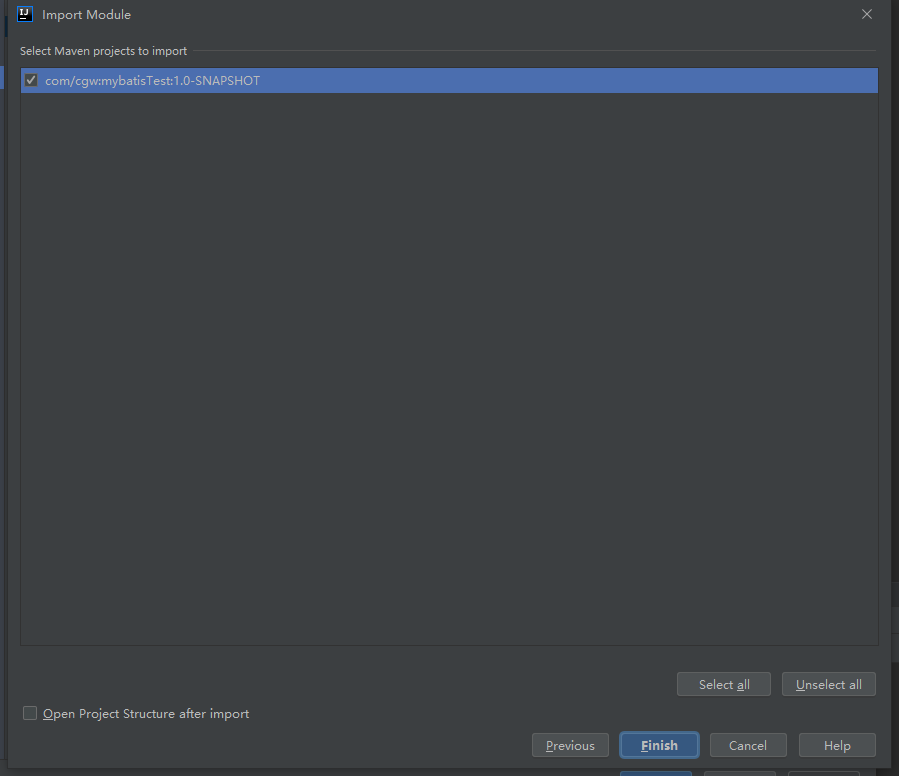 IJ
Import Module
Select Maven projects to import
com/cgw:mybatisTest:1.0-SNAPSHOT
Select all
Unselect all
Open Project Structure after import
Previous
Finish
Cancel
Help